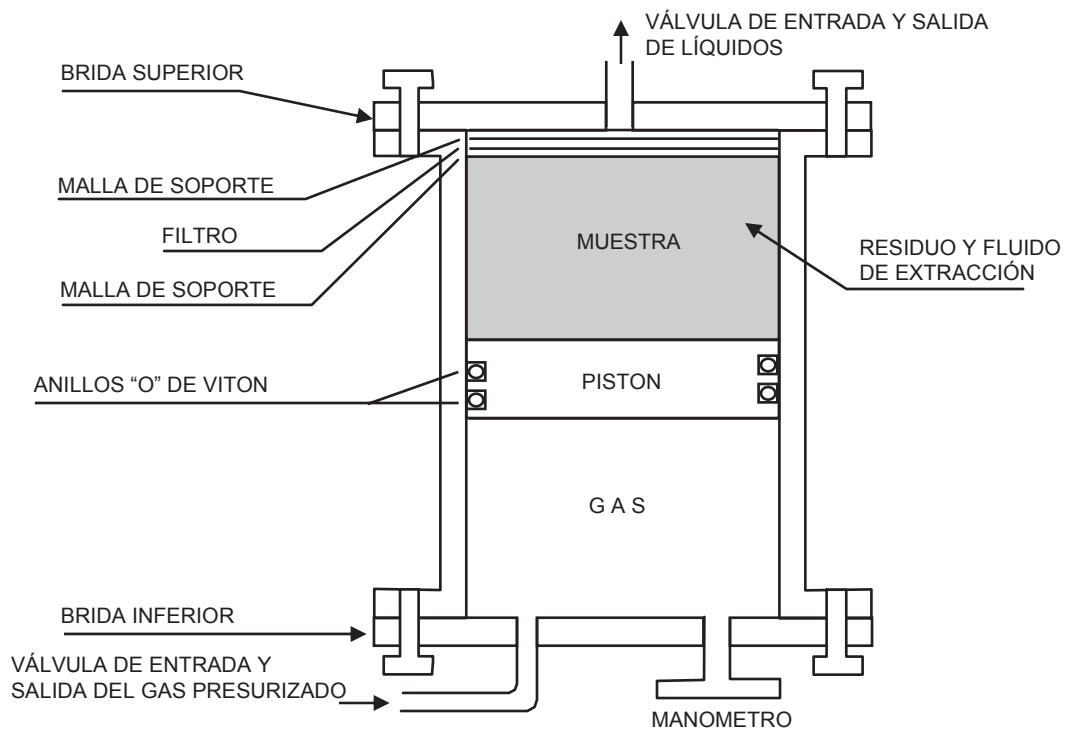 VÁLVULA DE ENTRADA Y SALIDA
DE LÍQUIDOS
BRIDA SUPERIOR
MALLA DE SOPORTE
FILTRO
MALLA DE SOPORTE
MUESTRA
RESIDUO Y FLUIDO
DE EXTRACCIÓN
ANILLOS “O” DE VITON
PISTON
G A S
BRIDA INFERIOR
VÁLVULA DE ENTRADA Y
SALIDA DEL GAS PRESURIZADO
MANOMETRO